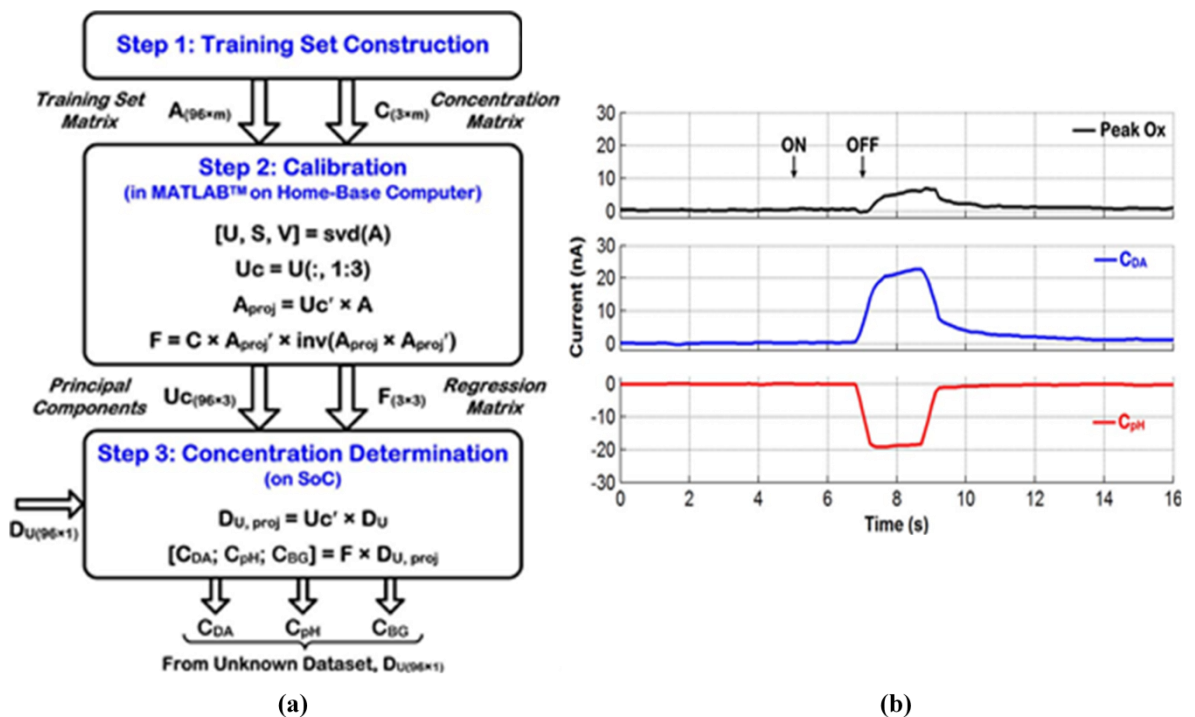 Step 1: Training Set Construction
Training Set
Matrix
A(96×m)
C(3×m)
Concentration
Matrix
Step 2: Calibration
(in MATLAB™ on Home-Base Computer)
[U, S, V] = svd(A)
Uc = U(:, 1:3)
Aproj = Uc′ × A
F = C × Aproj′ × inv(Aproj × Aproj′)
Principal
Components
Uc(96×3)
F(3×3)
Regression
Matrix
Step 3: Concentration Determination
(on SoC)
DU(96×1)
DU, proj = Uc′ × DU
[CDA; CpH; CBG] = F × DU, proj
CDA CpH CBG
From Unknown Dataset, DU(96×1)
(a)
30
20
10
0
ON
OFF
Peak Ox
30
20
10
0
CDA
Current (nA)
0
-10
-20
-30
CpH
0 2 4 6 8 10 12 14 16
Time (s)
(b)